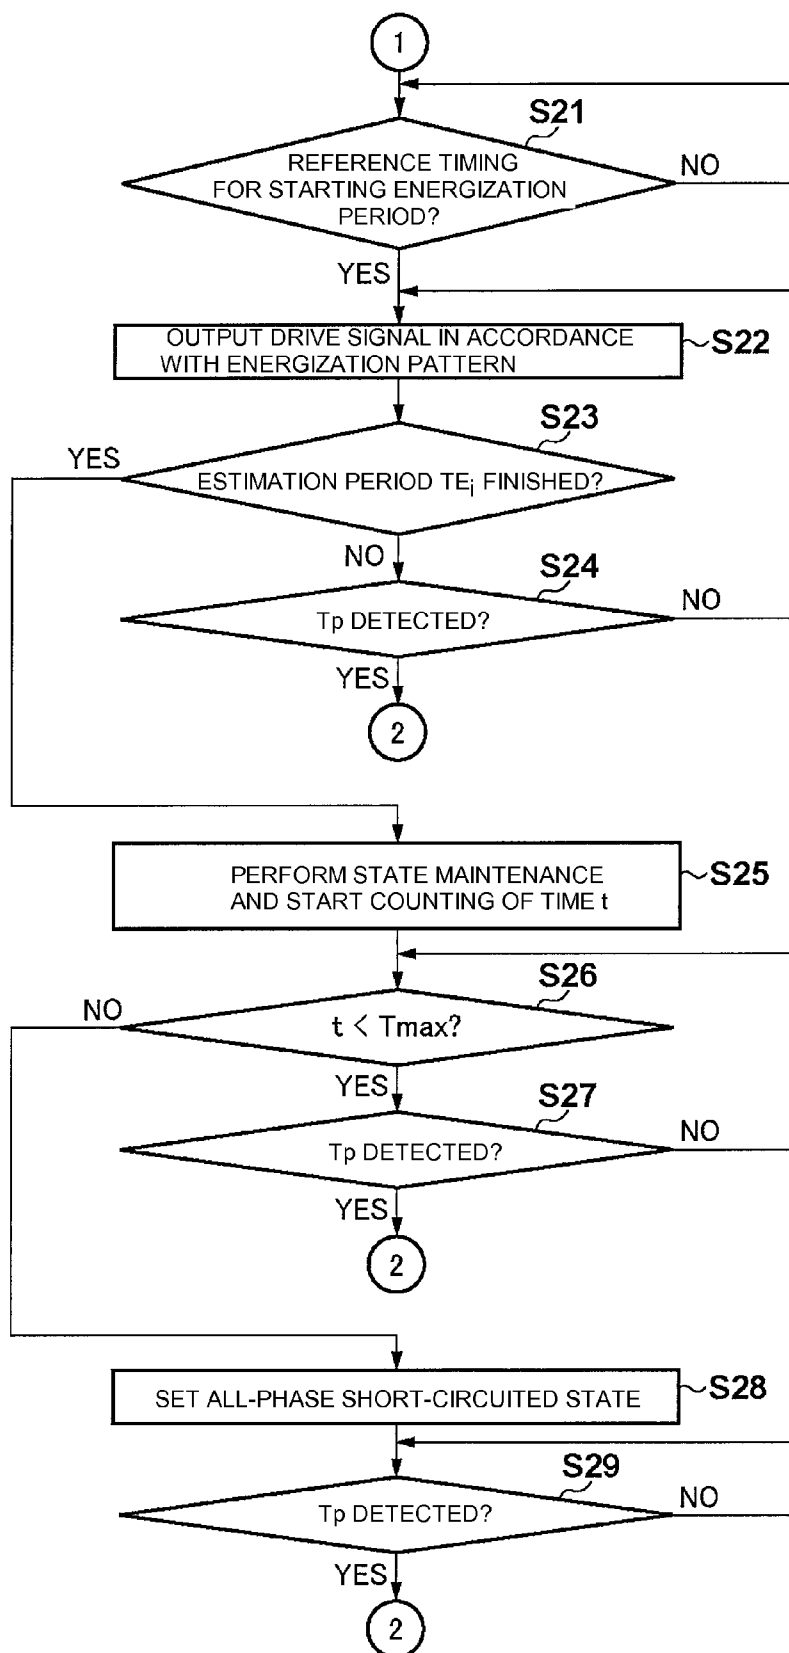 1
S21
REFERENCE TIMING
FOR STARTING ENERGIZATION
PERIOD?
NO
YES
OUTPUT DRIVE SIGNAL IN ACCORDANCE
WITH ENERGIZATION PATTERN
S22
S23
YES
ESTIMATION PERIOD TEi FINISHED?
NO
S24
Tp DETECTED?
NO
YES
2
PERFORM STATE MAINTENANCE
AND START COUNTING OF TIME t
S25
S26
NO
t < Tmax?
YES
S27
Tp DETECTED?
NO
YES
2
SET ALL-PHASE SHORT-CIRCUITED STATE
S28
S29
Tp DETECTED?
NO
YES
2